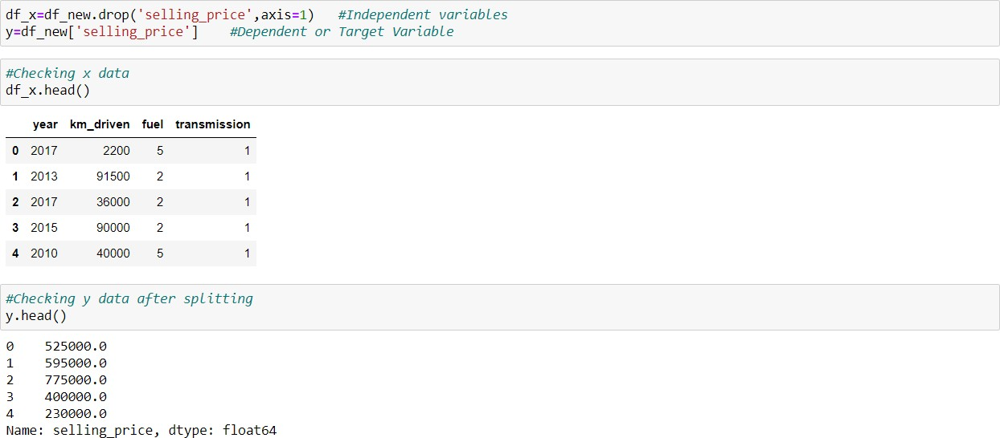 df_x=df_new.drop('selling_price',axis=1)   #Independent variables
y=df_new['selling_price']    #Dependent or Target Variable
#Checking x data
df_x.head()
year km_driven fuel transmission
0 2017 2200 5 1
1 2013 91500 2 1
2 2017 36000 2 1
3 2015 90000 2 1
4 2010 40000 5 1
#Checking y data after splitting
y.head()
0    525000.0
1    595000.0
2    775000.0
3    400000.0
4    230000.0
Name: selling_price, dtype: float64